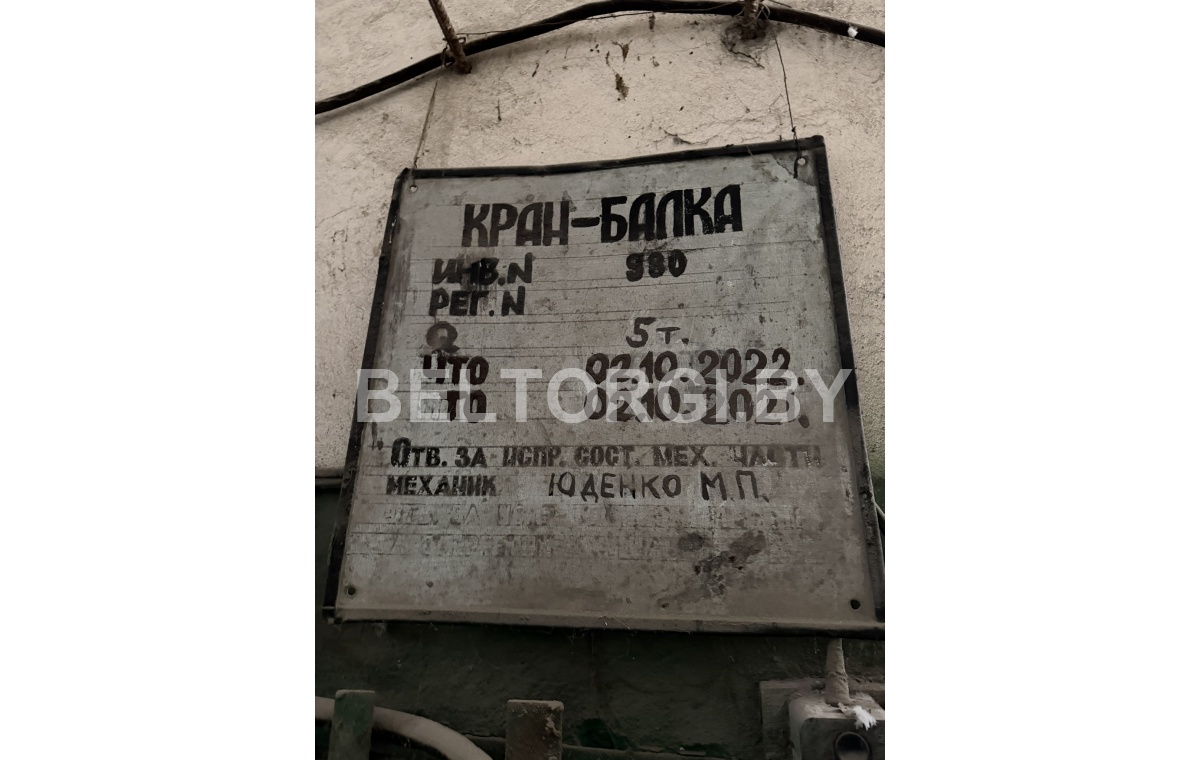 КРАН-БАЛКА
ИНВ.N 980
РЕГ.N
Q 5т.
ЧТО 02.10.2022.
BELTORGI.BY
ОТВ. ЗА ИСПР. СОСТ. МЕХ. ЧАСТИ
МЕХАНИК ЮДЕНКО М.П.